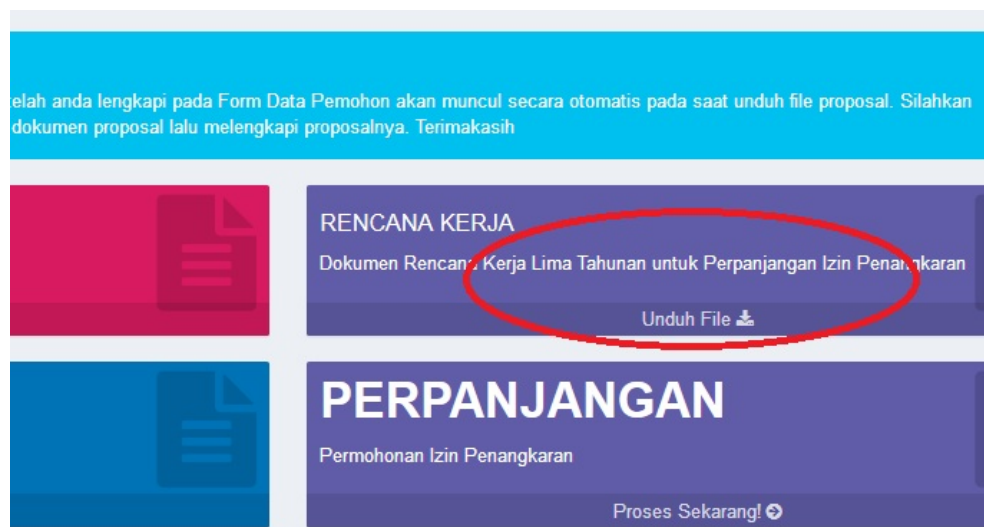 elah anda lengkapi pada Form Data Pemohon akan muncul secara otomatis pada saat unduh file proposal. Silahkan
dokumen proposal lalu melengkapi proposalnya. Terimakasih
RENCANA KERJA
Dokumen Rencana Kerja Lima Tahunan untuk Perpanjangan Izin Penangkaran
Unduh File
PERPANJANGAN
Permohonan Izin Penangkaran
Proses Sekarang!